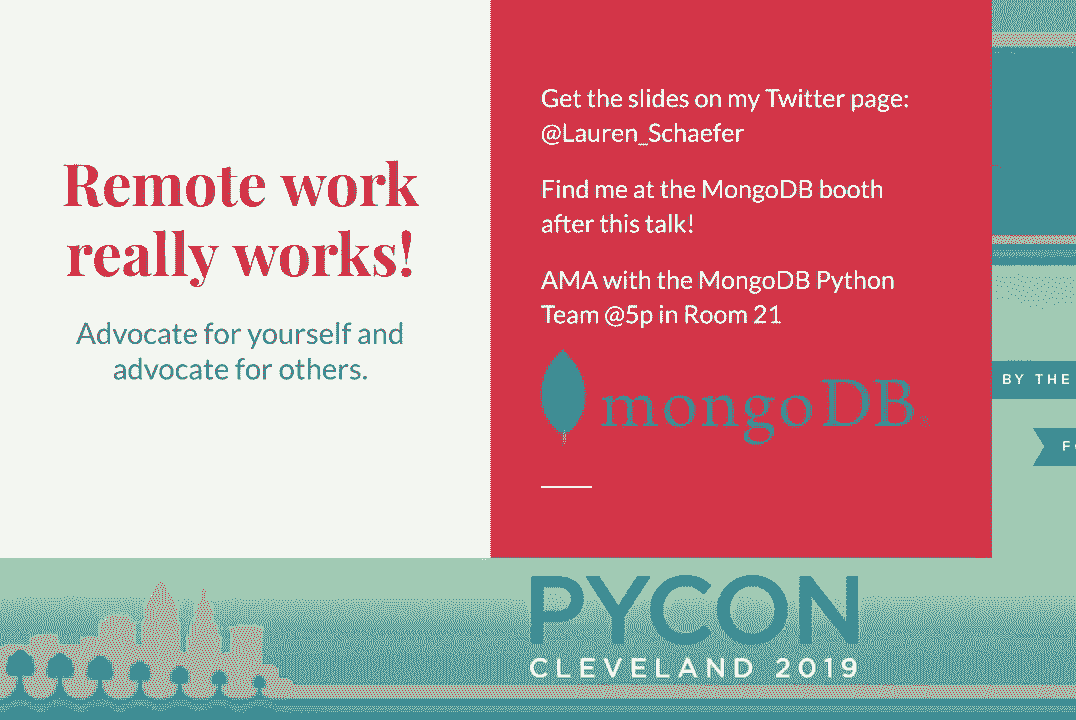 Remote work
really works!
Advocate for yourself and
advocate for others.
Get the slides on my Twitter page:
@Lauren_Schaefer
Find me at the MongoDB booth
after this talk!
AMA with the MongoDB Python
Team @5p in Room 21
mongoDB.
BY THE
PYCON
CLEVELAND 2019